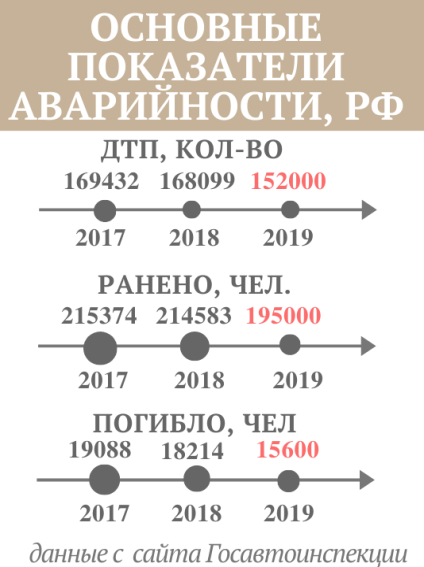 ОСНОВНЫЕ
ПОКАЗАТЕЛИ
АВАРИЙНОСТИ, РФ
ДТП, КОЛ-ВО
169432 168099 152000
2017 2018 2019
РАНЕНО, ЧЕЛ.
215374 214583 195000
2017 2018 2019
ПОГИБЛО, ЧЕЛ
19088 18214 15600
2017 2018 2019
данные с сайта Госавтоинспекции